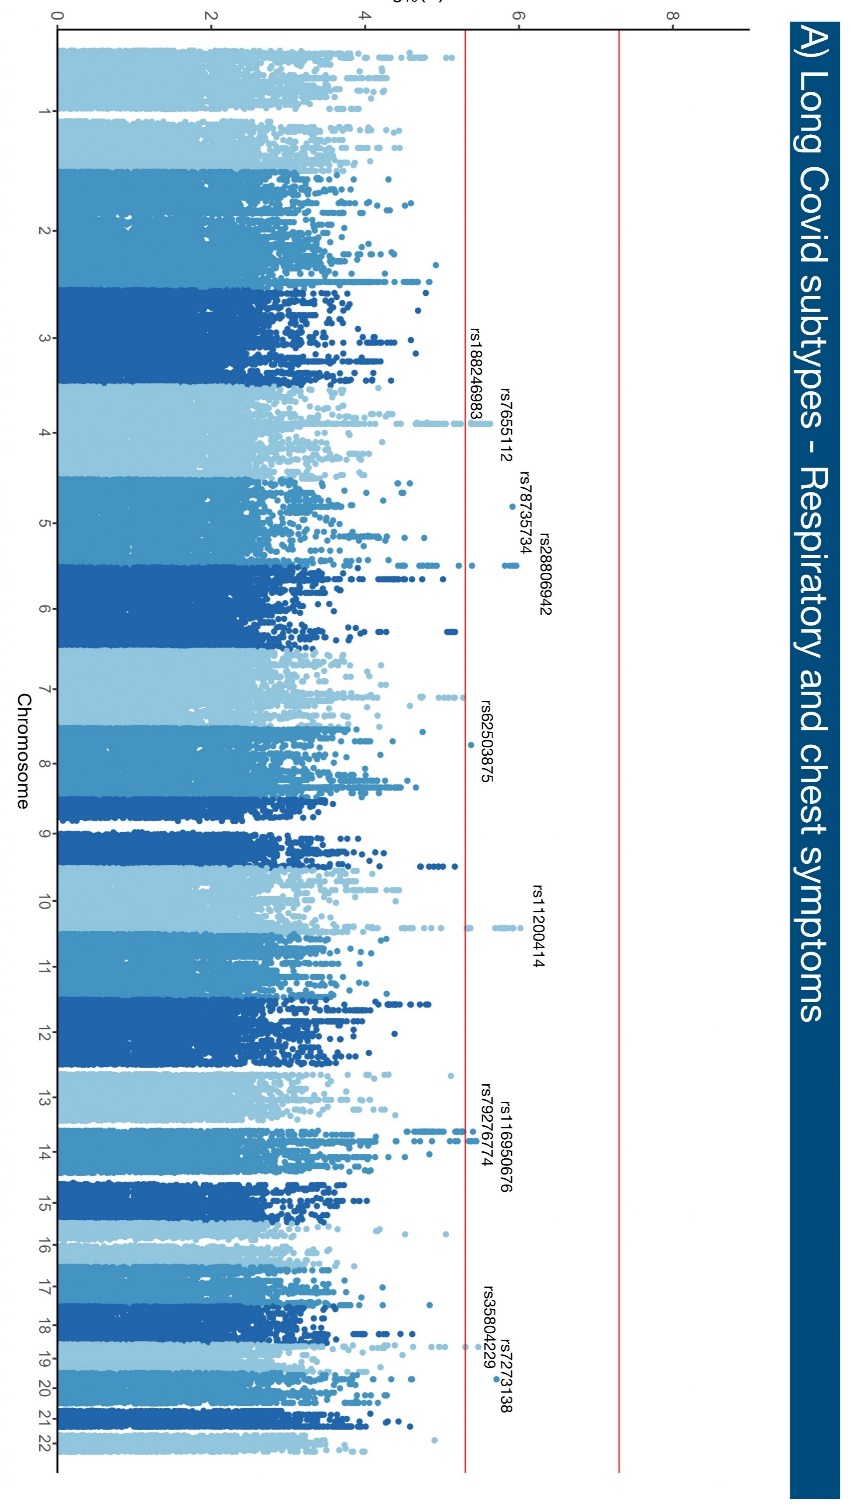 A) Long Covid subtypes - Respiratory and chest symptoms
8
6
4
2
0
rs188246983
rs7655112
rs78735734
rs28806942
rs62503875
rs11200414
rs79276774
rs116950676
rs35804229
rs7273138
1 2 3 4 5 6 7 8 9 10 11 12 13 14 15 16 17 18 19 20 21 22
Chromosome